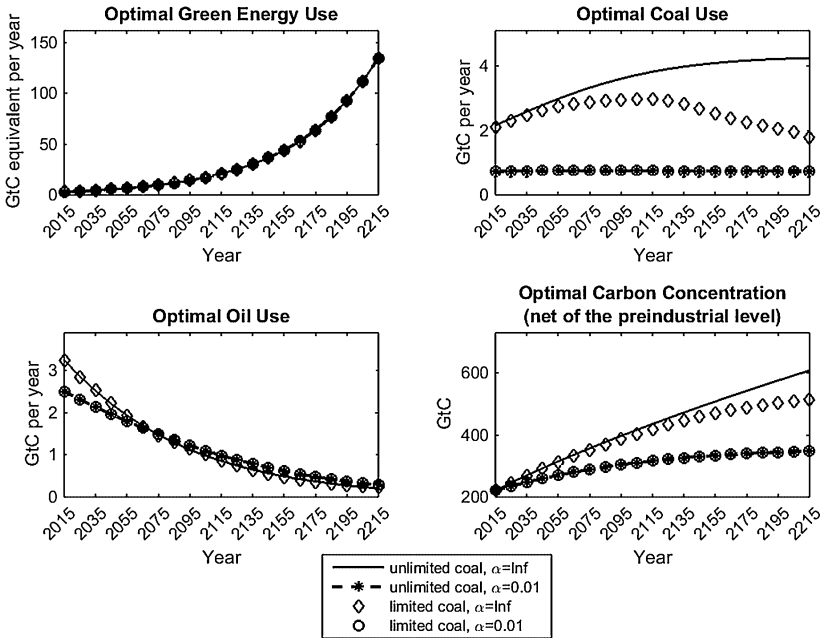 Optimal Green Energy Use
GtC equivalent per year
150
100
50
0
2015 2035 2055 2075 2095 2115 2135 2155 2175 2195 2215
Year
Optimal Coal Use
GtC per year
4
2
0
2015 2035 2055 2075 2095 2115 2135 2155 2175 2195 2215
Year
Optimal Oil Use
GtC per year
3
2
1
0
2015 2035 2055 2075 2095 2115 2135 2155 2175 2195 2215
Year
Optimal Carbon Concentration
(net of the preindustrial level)
GtC
600
400
200
2015 2035 2055 2075 2095 2115 2135 2155 2175 2195 2215
Year
unlimited coal, α=Inf
unlimited coal, α=0.01
limited coal, α=Inf
limited coal, α=0.01